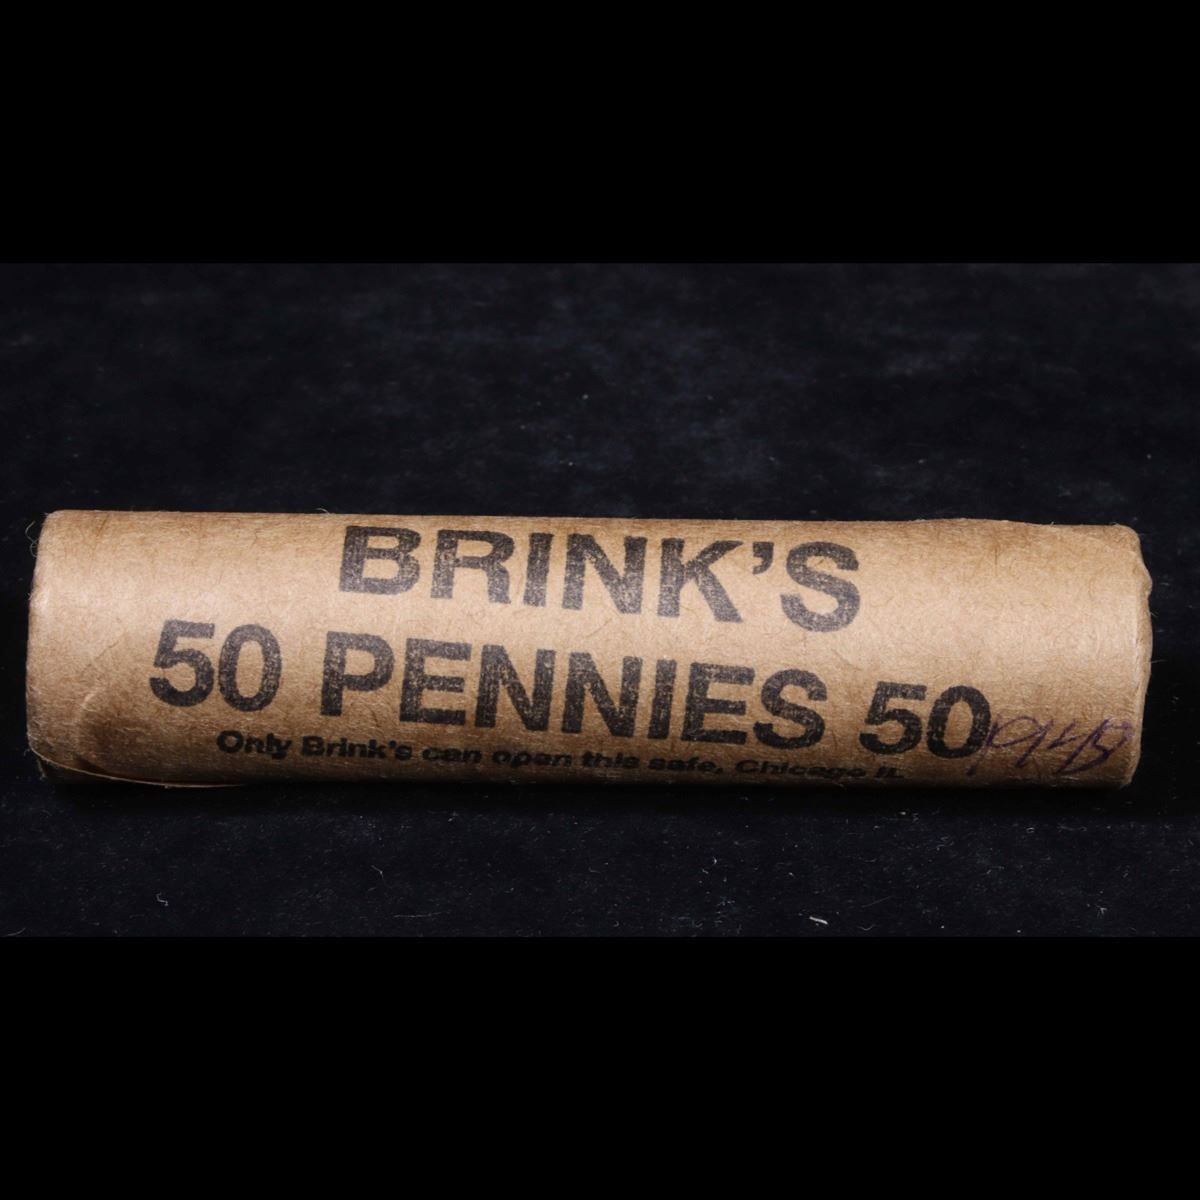 BRINK'S
50 PENNIES 50
Only Brink's can open this safe, Chicago IL